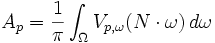 A_p = \frac{1}{\pi} \int_{\Omega} V_{p,\omega} (N \cdot \omega) \, d\omega